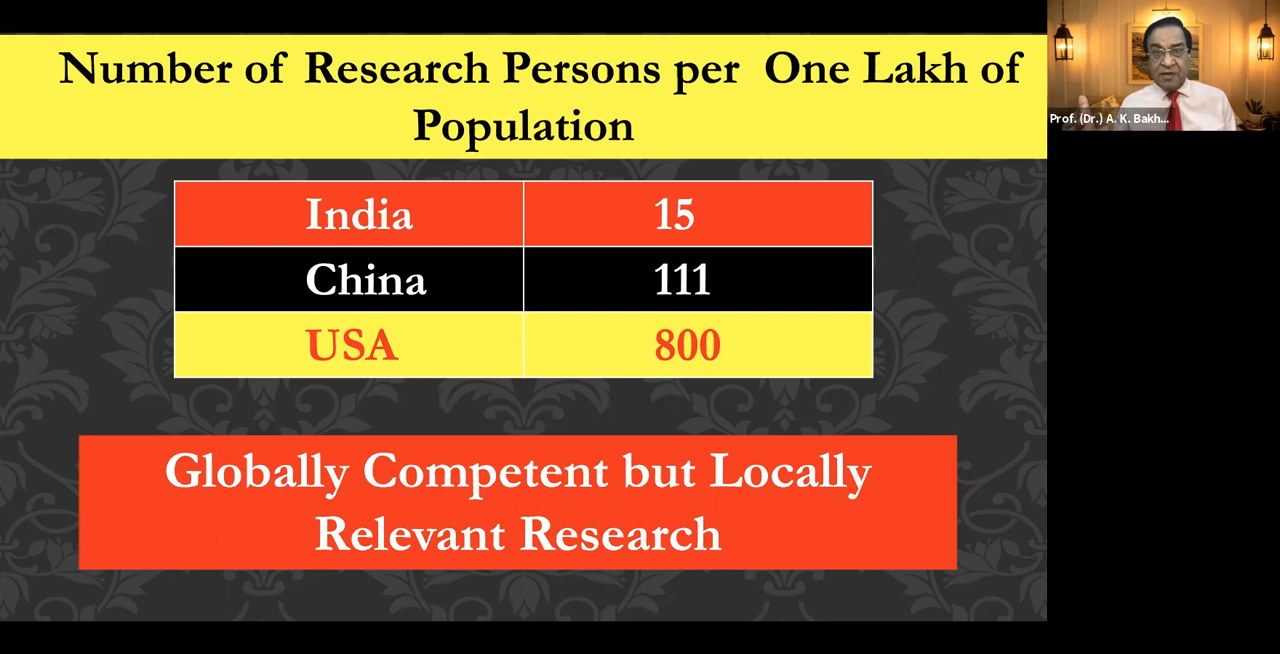 Number of Research Persons per One Lakh of
Population
India 15
China 111
USA 800
Globally Competent but Locally
Relevant Research
Prof. (Dr.) A. K. Bakh...